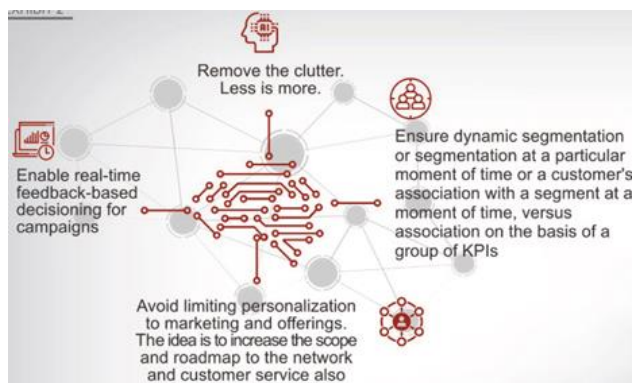 EXHIBIT 2
AI
Remove the clutter.
Less is more.
Enable real-time
feedback-based
decisioning for
campaigns
Ensure dynamic segmentation
or segmentation at a particular
moment of time or a customer's
association with a segment at a
moment of time, versus
association on the basis of a
group of KPIs
Avoid limiting personalization
to marketing and offerings.
The idea is to increase the scope
and roadmap to the network
and customer service also